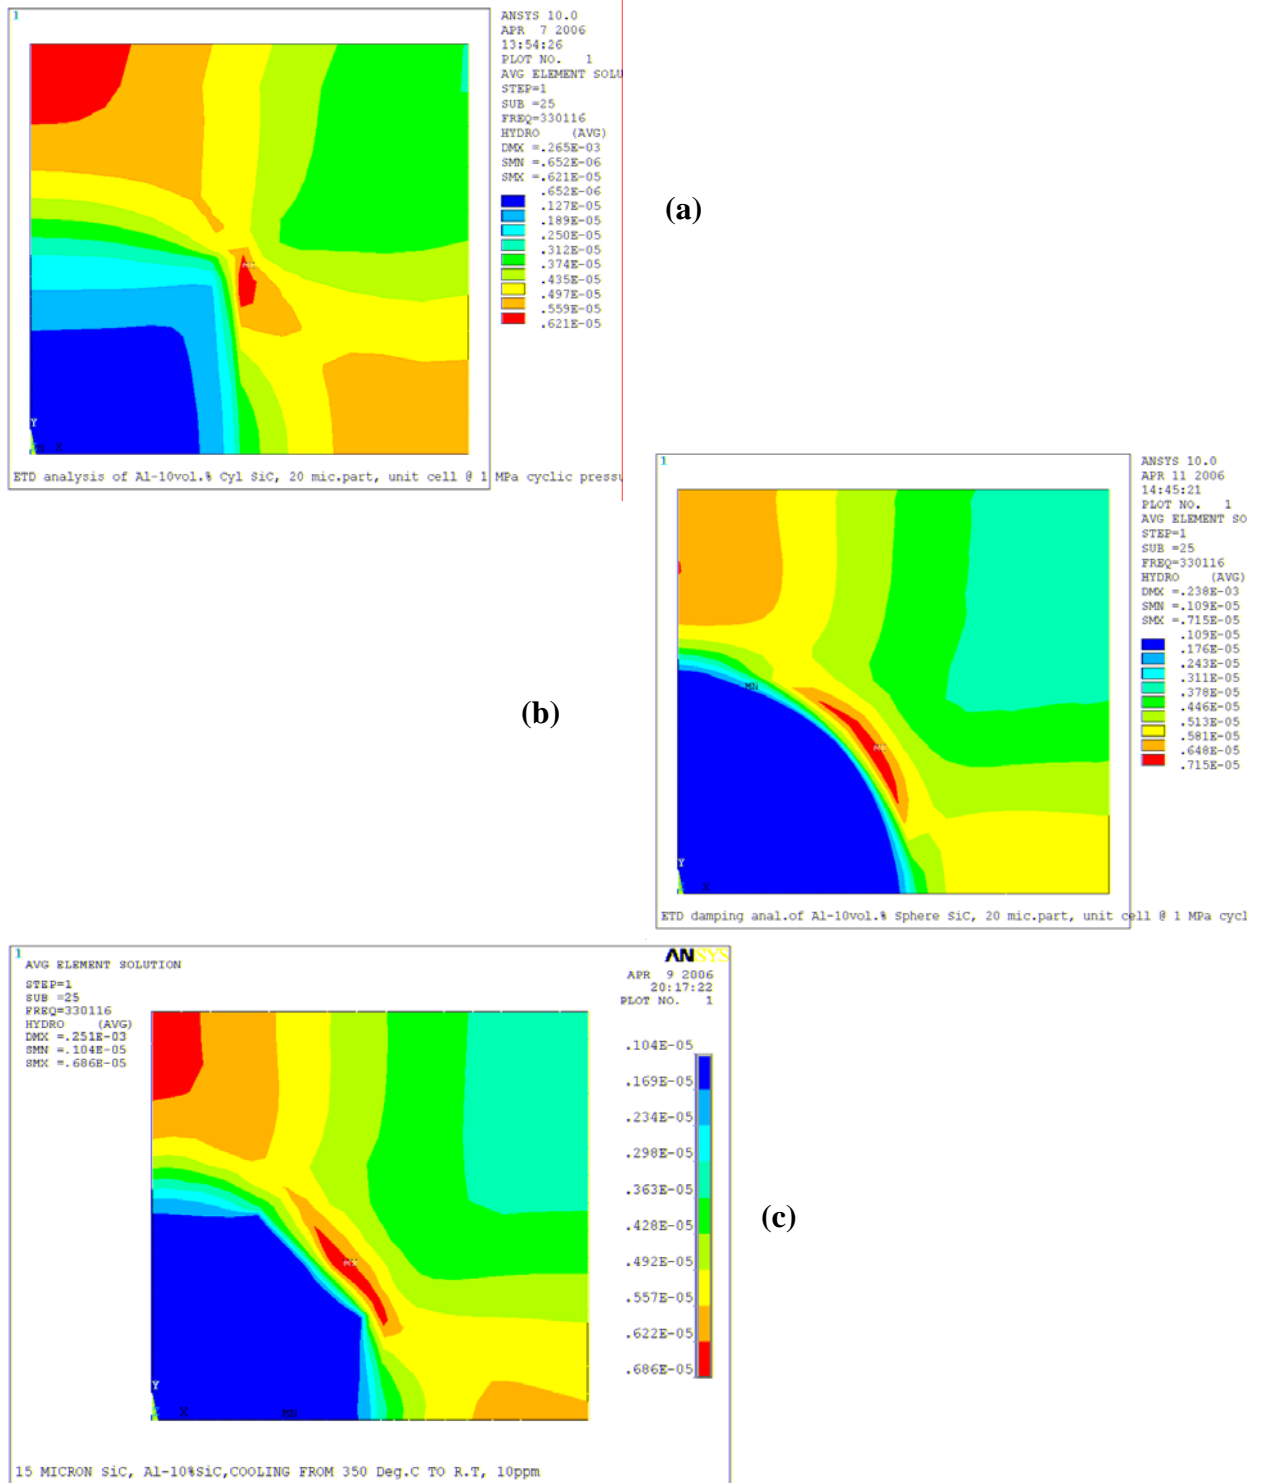 1
ANSYS 10.0
APR 7 2006
13:54:26
PLOT NO. 1
AVG ELEMENT SOLU
STEP=1
SUB =25
FREQ=330116
HYDRO (AVG)
DMX =.265E-03
SMN =.652E-06
SMX =.621E-05
.652E-06
.127E-05
.189E-05
.250E-05
.312E-05
.374E-05
.435E-05
.497E-05
.559E-05
.621E-05
MX
Y
X
ETD analysis of Al-10vol.% Cyl SiC, 20 mic.part, unit cell @ 1 MPa cyclic pressu
(a)
1
ANSYS 10.0
APR 11 2006
14:45:21
PLOT NO. 1
AVG ELEMENT SO
STEP=1
SUB =25
FREQ=330116
HYDRO (AVG)
DMX =.238E-03
SMN =.109E-05
SMX =.715E-05
.109E-05
.176E-05
.243E-05
.311E-05
.378E-05
.446E-05
.513E-05
.581E-05
.648E-05
.715E-05
MN
MX
Y
X
ETD damping anal.of Al-10vol.% Sphere SiC, 20 mic.part, unit cell @ 1 MPa cycl
(b)
1
AVG ELEMENT SOLUTION
STEP=1
SUB =25
FREQ=330116
HYDRO (AVG)
DMX =.251E-03
SMN =.104E-05
SMX =.686E-05
ANSYS
APR 9 2006
20:17:22
PLOT NO. 1
.104E-05
.169E-05
.234E-05
.298E-05
.363E-05
.428E-05
.492E-05
.557E-05
.622E-05
.686E-05
MX
Y
X
MN
15 MICRON SiC, Al-10%SiC,COOLING FROM 350 Deg.C TO R.T, 10ppm
(c)